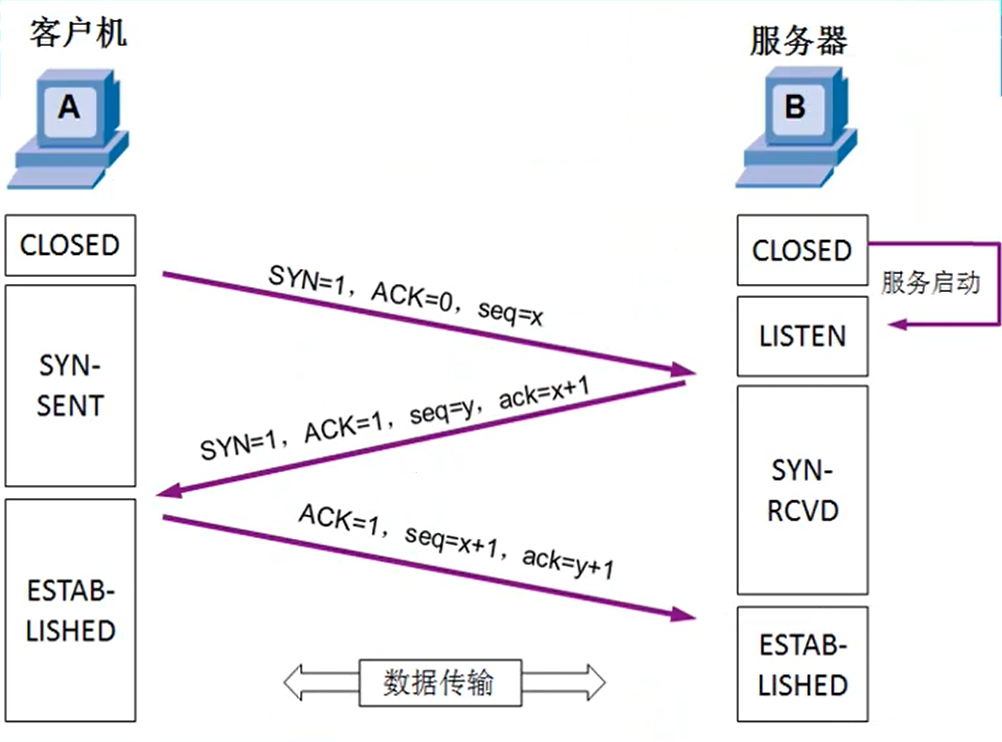 客户机
服务器
A
B
CLOSED
CLOSED
服务启动
SYN=1，ACK=0，seq=x
LISTEN
SYN-
SENT
SYN=1，ACK=1，seq=y，ack=x+1
SYN-
RCVD
ACK=1，seq=x+1，ack=y+1
ESTAB-
LISHED
ESTAB-
LISHED
数据传输